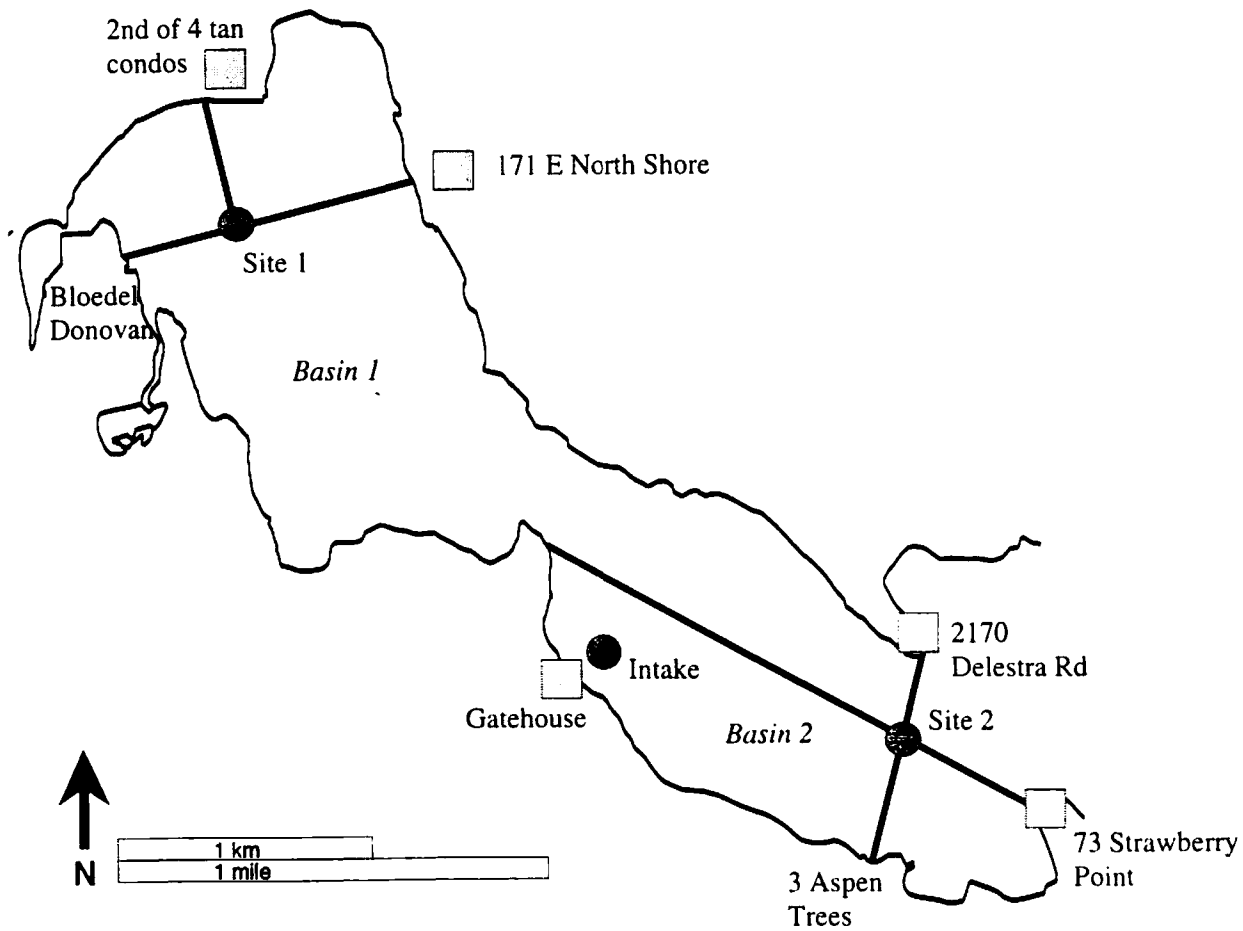 2nd of 4 tan
condos
171 E North Shore
Site 1
Bloedel
Donovan
Basin 1
2170
Delestra Rd
Intake
Gatehouse
Site 2
Basin 2
1 km
1 mile
N
73 Strawberry
Point
3 Aspen
Trees